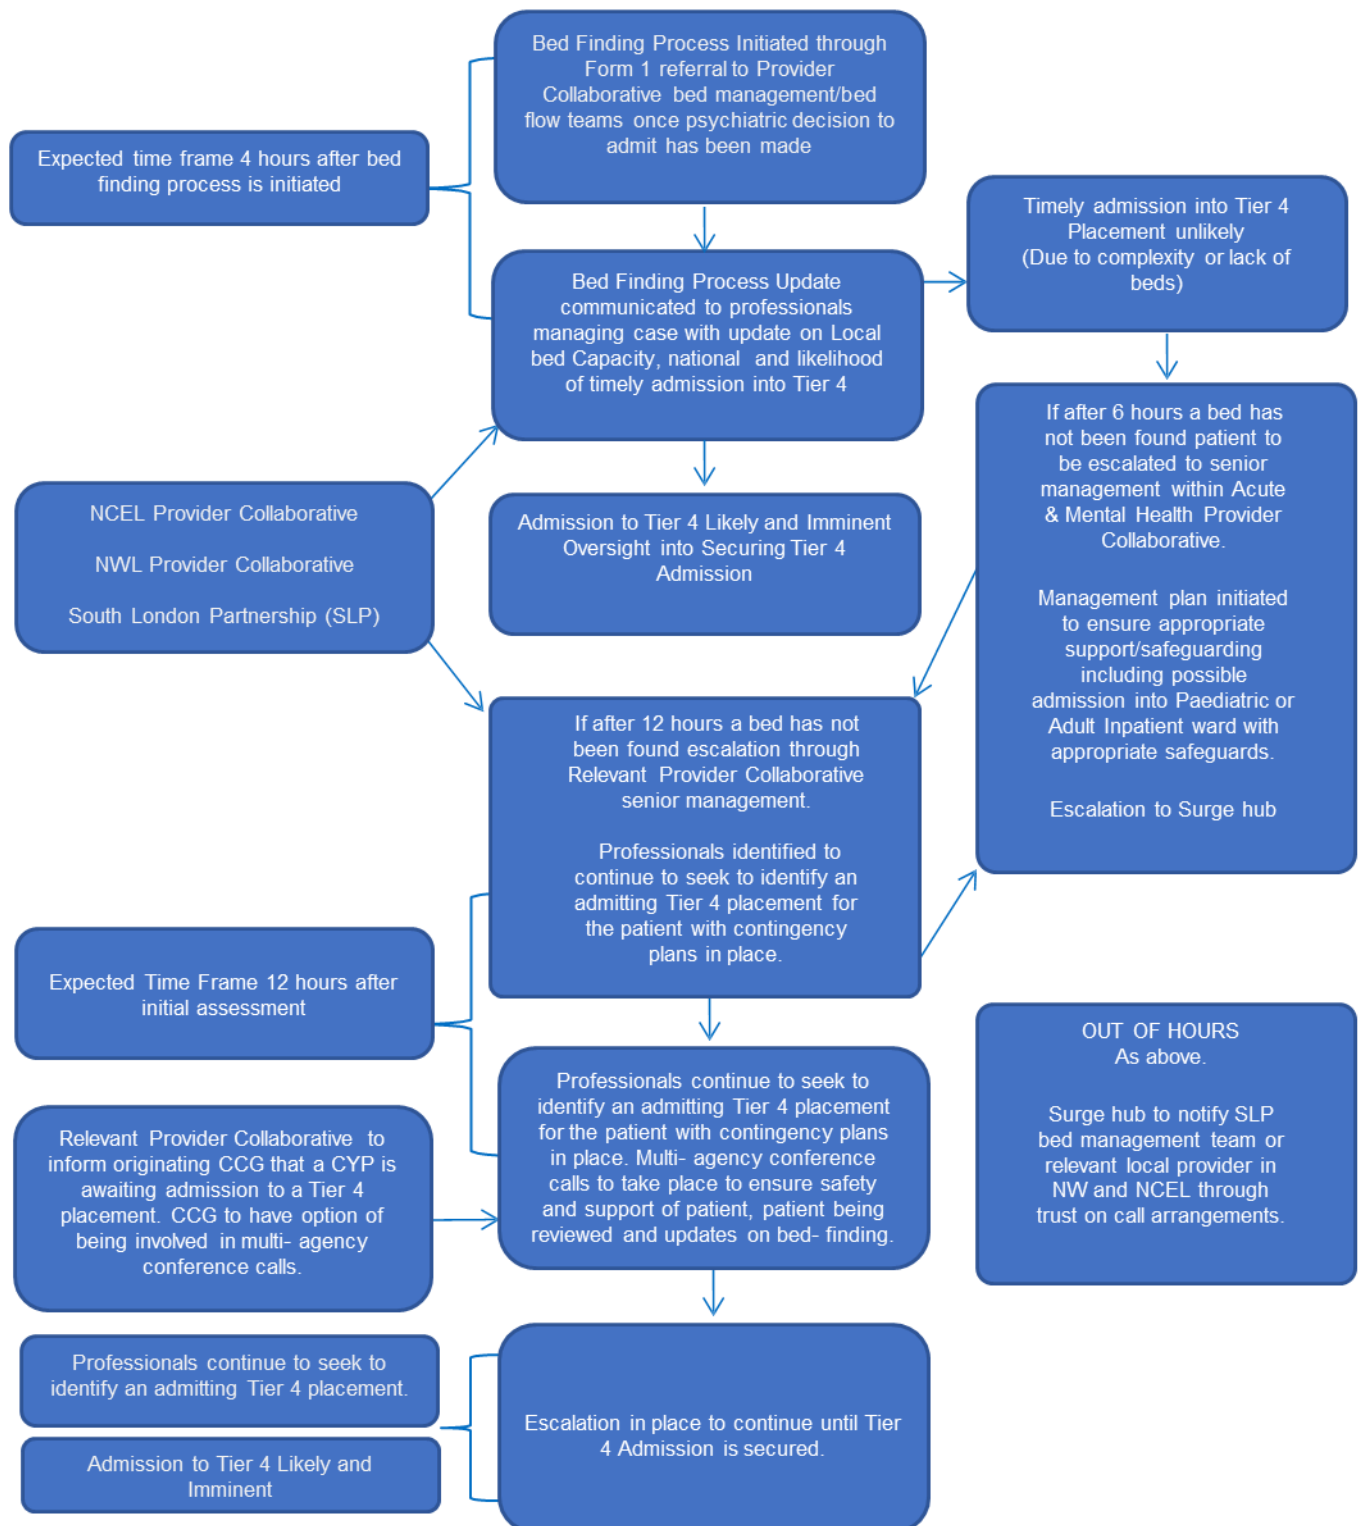 Bed Finding Process Initiated through
Form 1 referral to Provider
Collaborative bed management/bed
flow teams once psychiatric decision to
admit has been made
Expected time frame 4 hours after bed
finding process is initiated
Timely admission into Tier 4
Placement unlikely
(Due to complexity or lack of
beds)
Bed Finding Process Update
communicated to professionals
managing case with update on Local
bed Capacity, national and likelihood
of timely admission into Tier 4
If after 6 hours a bed has
not been found patient to
be escalated to senior
management within Acute
& Mental Health Provider
Collaborative.
Management plan initiated
to ensure appropriate
support/safeguarding
including possible
admission into Paediatric or
Adult Inpatient ward with
appropriate safeguards.
Escalation to Surge hub
NCEL Provider Collaborative
NWL Provider Collaborative
South London Partnership (SLP)
Admission to Tier 4 Likely and Imminent
Oversight into Securing Tier 4
Admission
If after 12 hours a bed has not
been found escalation through
Relevant Provider Collaborative
senior management.
Professionals identified to
continue to seek to identify an
admitting Tier 4 placement for
the patient with contingency
plans in place.
Expected Time Frame 12 hours after
initial assessment
OUT OF HOURS
As above.
Surge hub to notify SLP
bed management team or
relevant local provider in
NW and NCEL through
trust on call arrangements.
Professionals continue to seek to
identify an admitting Tier 4 placement
for the patient with contingency plans
in place. Multi- agency conference
calls to take place to ensure safety
and support of patient, patient being
reviewed and updates on bed- finding.
Relevant Provider Collaborative to
inform originating CCG that a CYP is
awaiting admission to a Tier 4
placement. CCG to have option of
being involved in multi- agency
conference calls.
Professionals continue to seek to
identify an admitting Tier 4 placement.
Escalation in place to continue until Tier
4 Admission is secured.
Admission to Tier 4 Likely and
Imminent